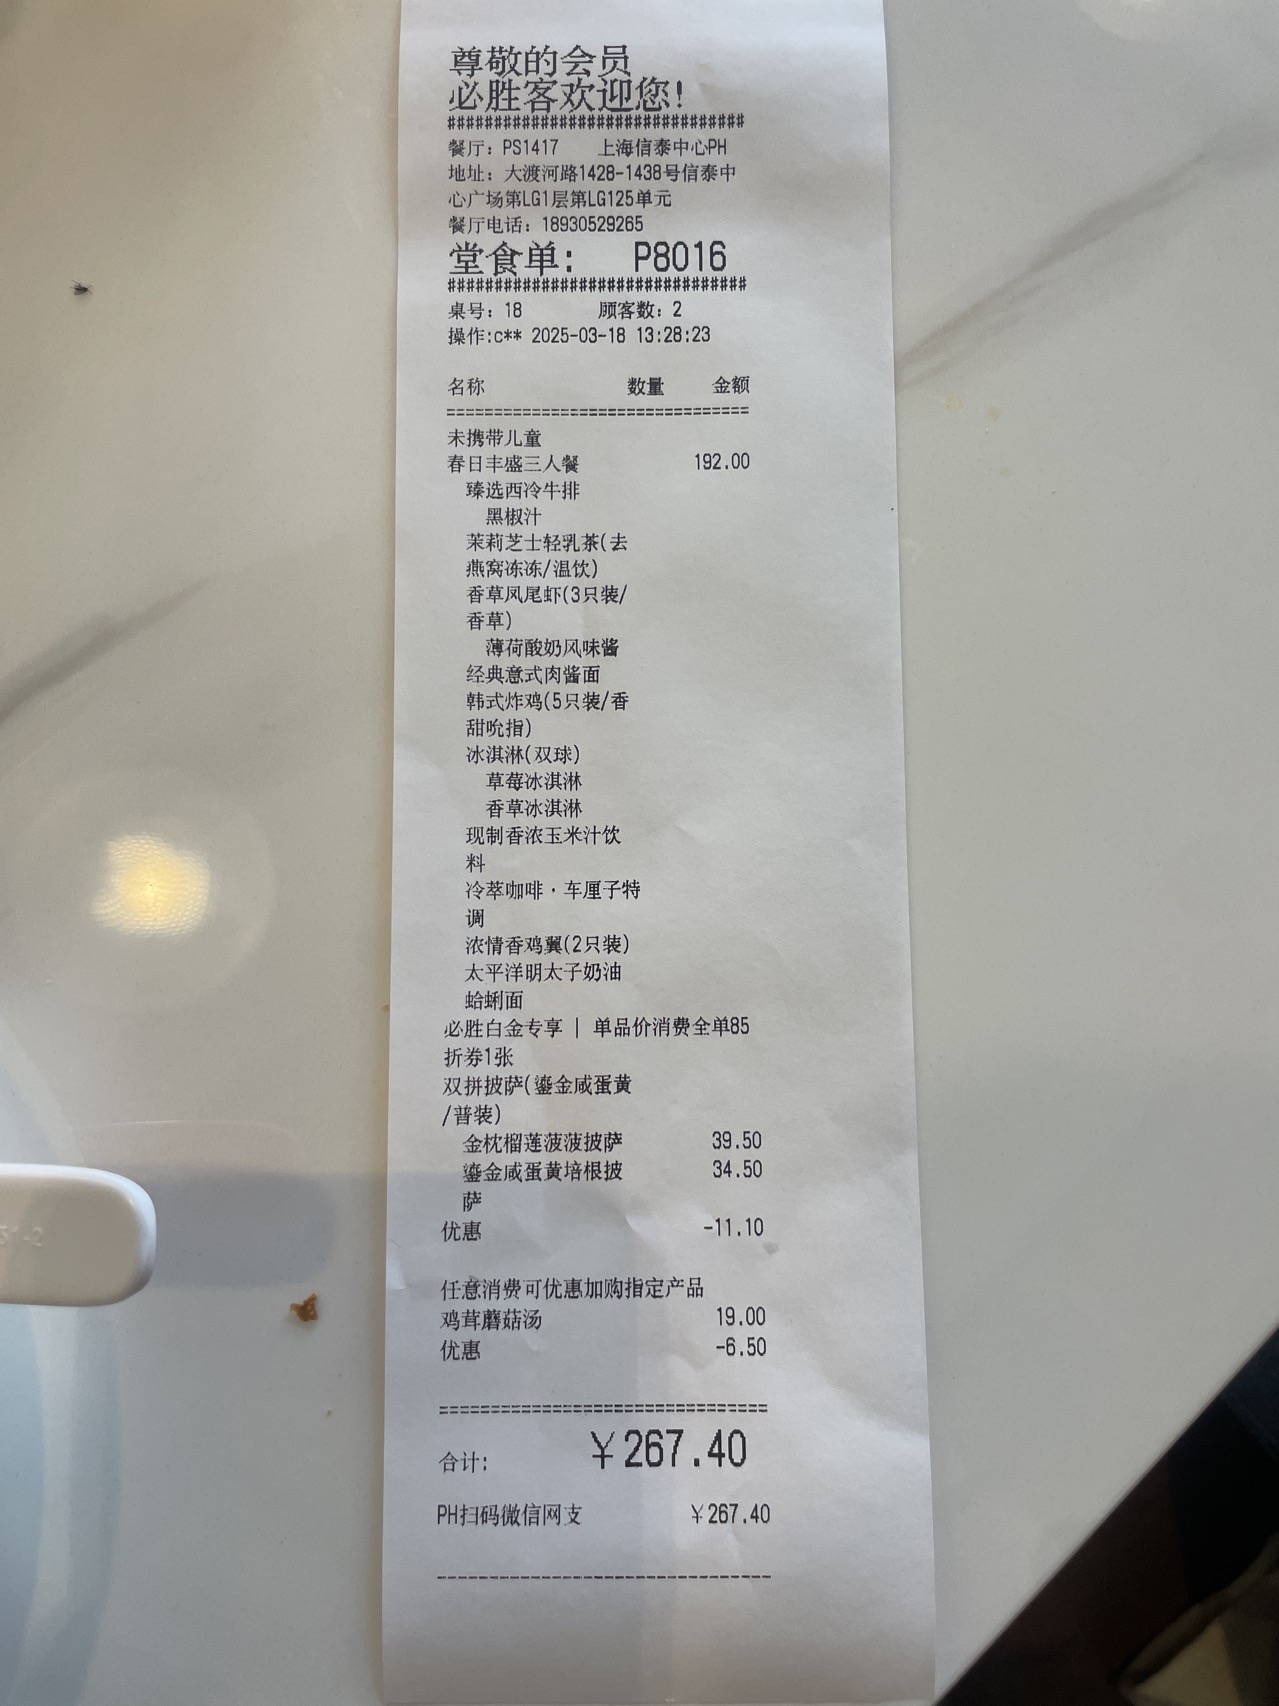 尊敬的会员
必胜客欢迎您!
################################
餐厅: PS1417 上海信泰中心PH
地址: 大渡河路1428-1438号信泰中
心广场第LG1层第LG125单元
餐厅电话: 18930529265
堂食单: P8016
################################
桌号: 18 顾客数: 2
操作:c** 2025-03-18 13:28:23
名称 数量 金额
================================
未携带儿童
春日丰盛三人餐 192.00
臻选西冷牛排
黑椒汁
茉莉芝士轻乳茶(去
燕窝冻冻/温饮)
香草凤尾虾(3只装/
香草)
薄荷酸奶风味酱
经典意式肉酱面
韩式炸鸡(5只装/香
甜吮指)
冰淇淋(双球)
草莓冰淇淋
香草冰淇淋
现制香浓玉米汁饮
料
冷萃咖啡·车厘子特
调
浓情香鸡翼(2只装)
太平洋明太子奶油
蛤蜊面
必胜白金专享 | 单品价消费全单85
折券1张
双拼披萨(鎏金咸蛋黄
/普装)
金枕榴莲菠菠披萨 39.50
鎏金咸蛋黄培根披 34.50
萨
优惠 -11.10
任意消费可优惠加购指定产品
鸡茸蘑菇汤 19.00
优惠 -6.50
================================
合计: ¥267.40
PH扫码微信网支 ¥267.40
--------------------------------